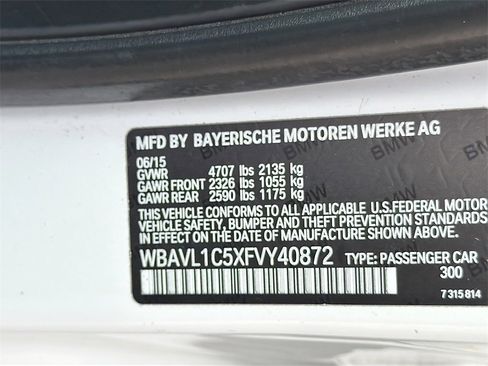 MFD BY BAYERISCHE MOTOREN WERKE AG
06/15
GVWR 4707 lbs 2135 kg
GAWR FRONT 2326 lbs 1055 kg
GAWR REAR 2590 lbs 1175 kg
THIS VEHICLE CONFORMS TO ALL APPLICABLE U.S. FEDERAL MOTOR
VEHICLE SAFETY, BUMPER AND THEFT PREVENTION STANDARDS
IN EFFECT ON THE DATE OF MANUFACTURE SHOWN ABOVE.
WBAVL1C5XFVY40872 TYPE: PASSENGER CAR
300
7 315 814